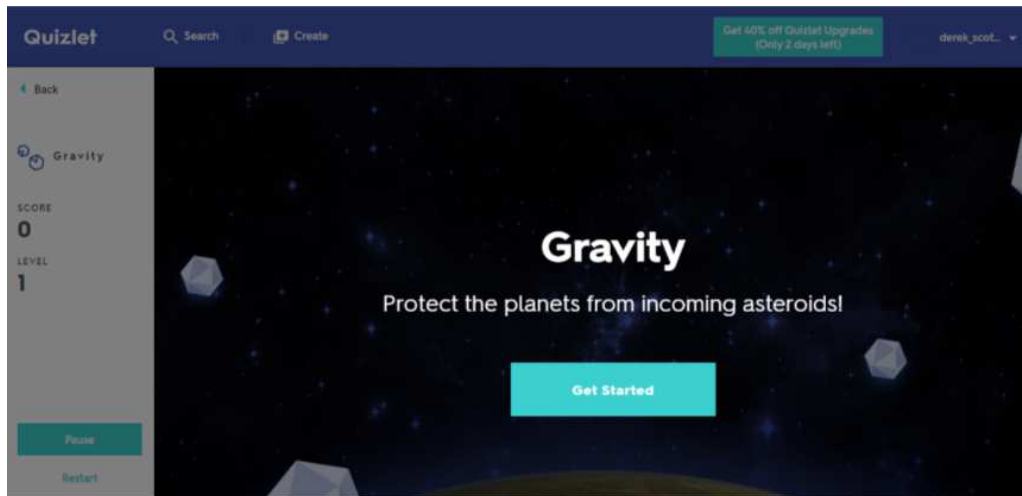 Quizlet
Search
Create
Get 40% off Quizlet Upgrades
(Only 2 days left)
derek_scot...
Back
Gravity
SCORE
0
LEVEL
1
Gravity
Protect the planets from incoming asteroids!
Get Started
Pause
Restart